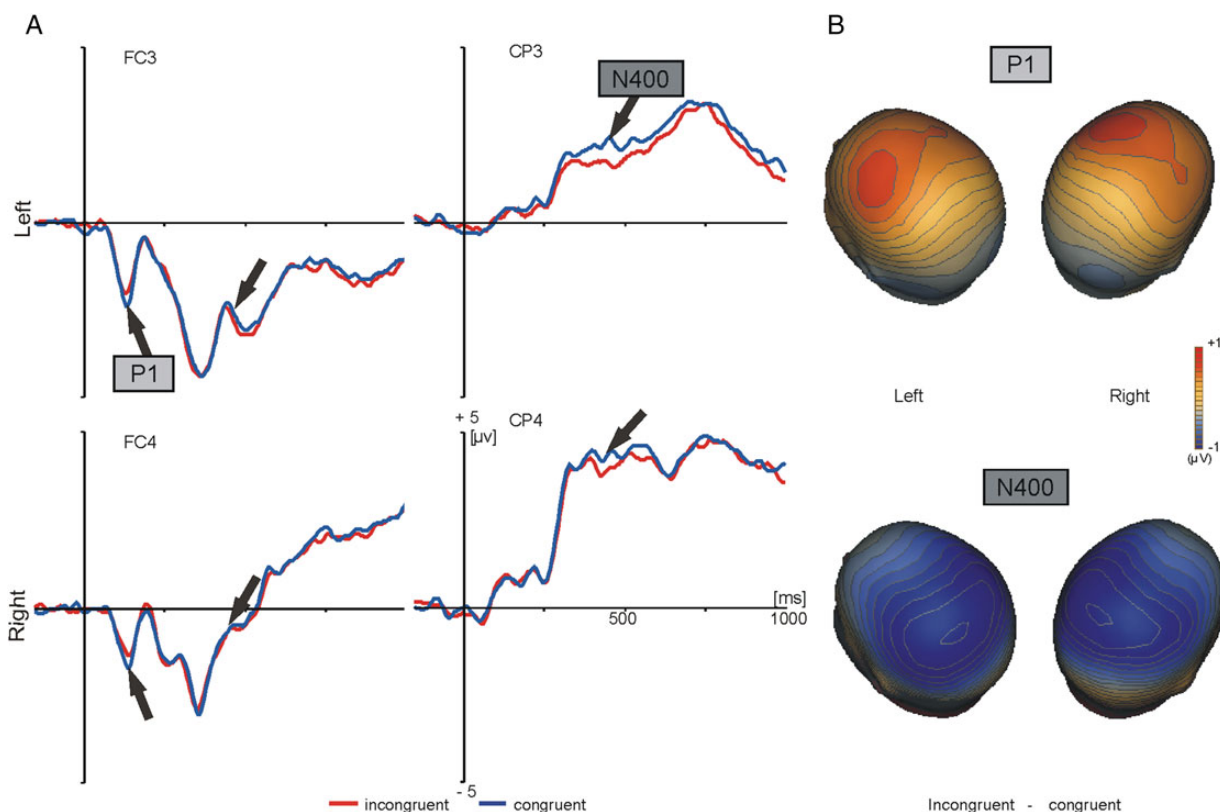 A
B
FC3
CP3
N400
P1
Left
P1
Left
Right
+1
-1
(µV)
FC4
+ 5
[µv]
CP4
N400
Right
[ms]
500
1000
- 5
incongruent
congruent
Incongruent - congruent